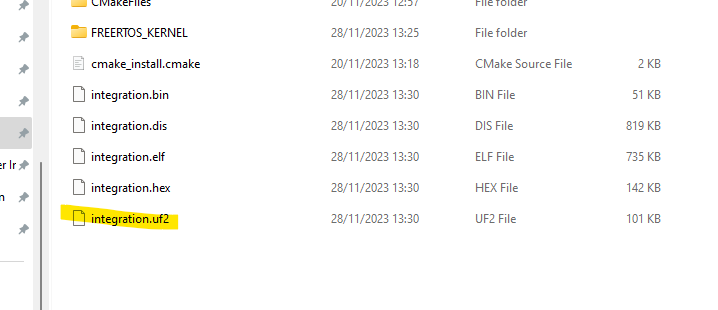 CMakeFiles 20/11/2023 12:57 File folder
FREERTOS_KERNEL 28/11/2023 13:25 File folder
cmake_install.cmake 20/11/2023 13:18 CMake Source File 2 KB
integration.bin 28/11/2023 13:30 BIN File 51 KB
integration.dis 28/11/2023 13:30 DIS File 819 KB
integration.elf 28/11/2023 13:30 ELF File 735 KB
er Ir
integration.hex 28/11/2023 13:30 HEX File 142 KB
n
integration.uf2 28/11/2023 13:30 UF2 File 101 KB